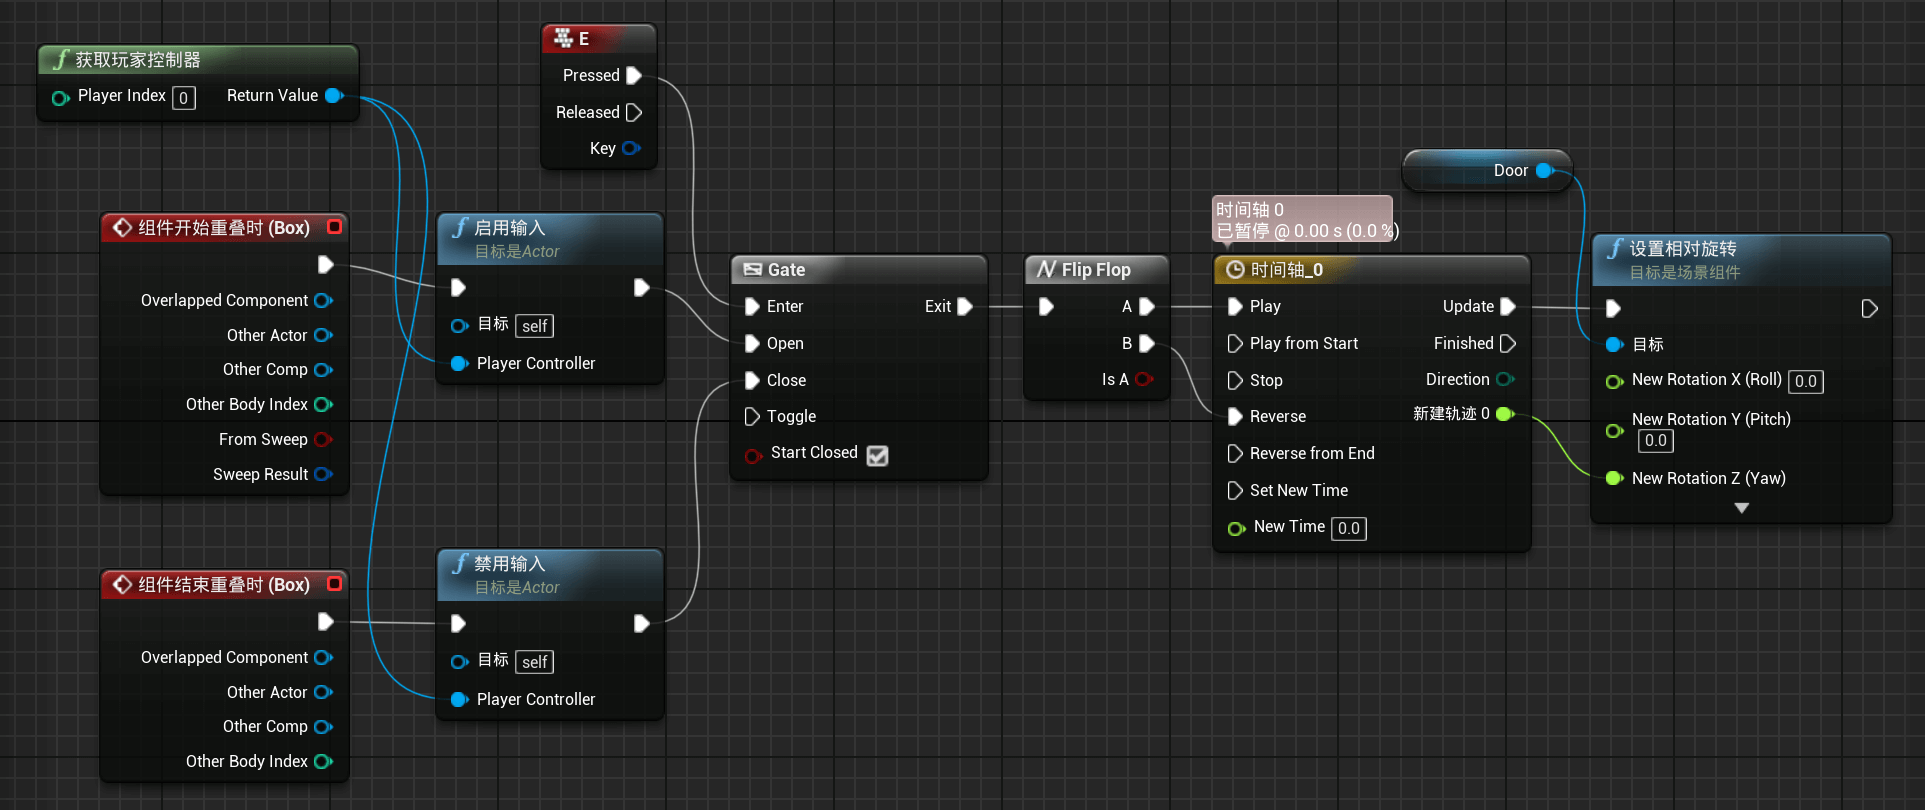 获取玩家控制器
Player Index 0 Return Value
E
Pressed
Released
Key
组件开始重叠时 (Box)
Overlapped Component
Other Actor
Other Comp
Other Body Index
From Sweep
Sweep Result
启用输入
目标是Actor
目标 self
Player Controller
组件结束重叠时 (Box)
Overlapped Component
Other Actor
Other Comp
Other Body Index
禁用输入
目标是Actor
目标 self
Player Controller
Gate
Enter Exit
Open
Close
Toggle
Start Closed
Flip Flop
A
B
Is A
时间轴 0
已暂停 @ 0.00 s (0.0 %)
时间轴_0
Play Update
Play from Start Finished
Stop Direction
Reverse 新建轨迹 0
Reverse from End
Set New Time
New Time 0.0
Door
设置相对旋转
目标是场景组件
目标
New Rotation X (Roll) 0.0
New Rotation Y (Pitch)
0.0
New Rotation Z (Yaw)